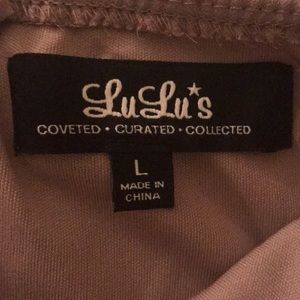 LuLu*s
COVETED • CURATED • COLLECTED
L
MADE IN
CHINA